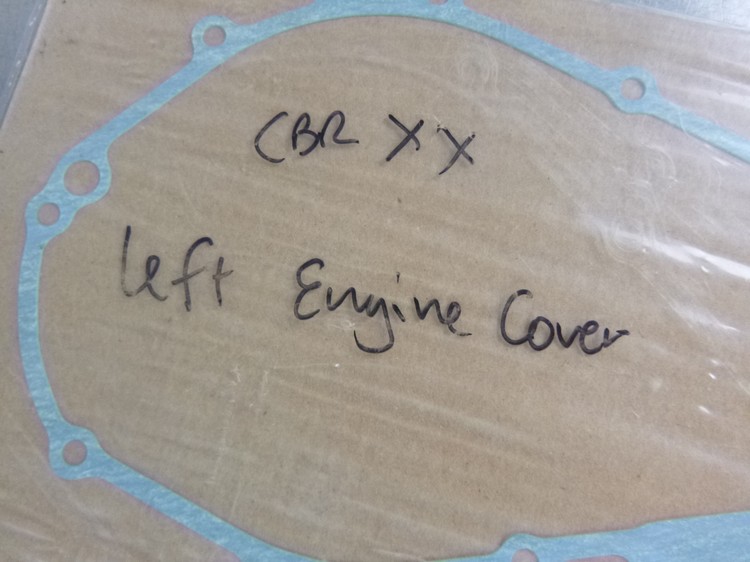 CBR XX
left Engine Cover